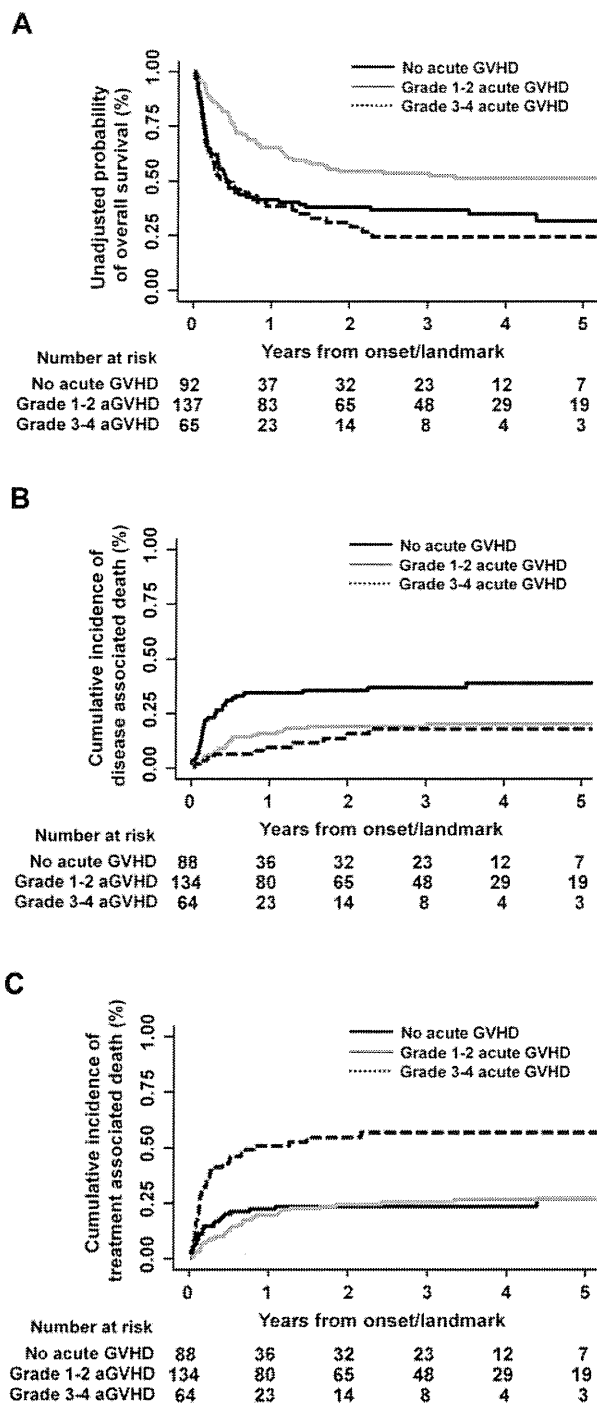 A
Unadjusted probability
of overall survival (%)
1.00
0.75
0.50
0.25
0.00
No acute GVHD
Grade 1-2 acute GVHD
Grade 3-4 acute GVHD
0 1 2 3 4 5
Years from onset/landmark
Number at risk
No acute GVHD 92 37 32 23 12 7
Grade 1-2 aGVHD 137 83 65 48 29 19
Grade 3-4 aGVHD 65 23 14 8 4 3
B
Cumulative incidence of
disease associated death (%)
1.00
0.75
0.50
0.25
0.00
No acute GVHD
Grade 1-2 acute GVHD
Grade 3-4 acute GVHD
0 1 2 3 4 5
Years from onset/landmark
Number at risk
No acute GVHD 88 36 32 23 12 7
Grade 1-2 aGVHD 134 80 65 48 29 19
Grade 3-4 aGVHD 64 23 14 8 4 3
C
Cumulative incidence of
treatment associated death (%)
1.00
0.75
0.50
0.25
0.00
No acute GVHD
Grade 1-2 acute GVHD
Grade 3-4 acute GVHD
0 1 2 3 4 5
Years from onset/landmark
Number at risk
No acute GVHD 88 36 32 23 12 7
Grade 1-2 aGVHD 134 80 65 48 29 19
Grade 3-4 aGVHD 64 23 14 8 4 3